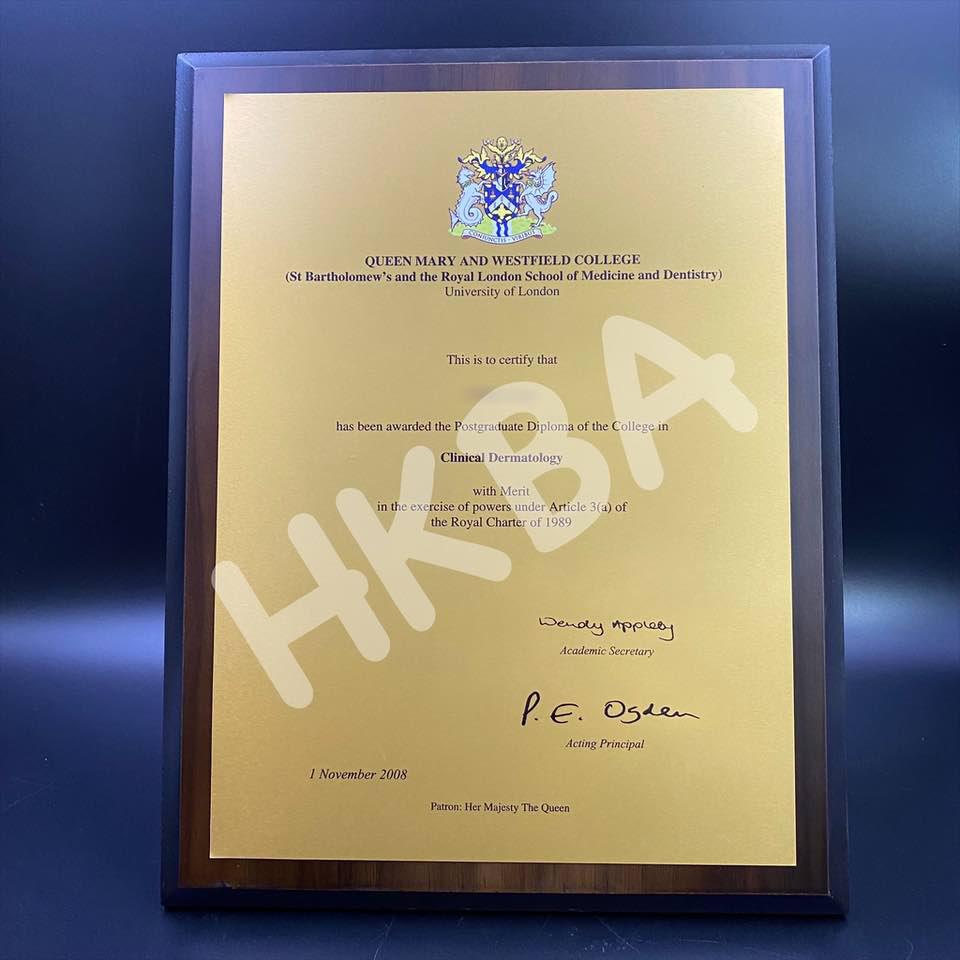 CONJUNCTIS · VIRIBUS
QUEEN MARY AND WESTFIELD COLLEGE
(St Bartholomew's and the Royal London School of Medicine and Dentistry)
University of London
This is to certify that
has been awarded the Postgraduate Diploma of the College in
Clinical Dermatology
with Merit
in the exercise of powers under Article 3(a) of
the Royal Charter of 1989
HKBA
Wendy Appleby
Academic Secretary
P. E. Ogden
Acting Principal
1 November 2008
Patron: Her Majesty The Queen